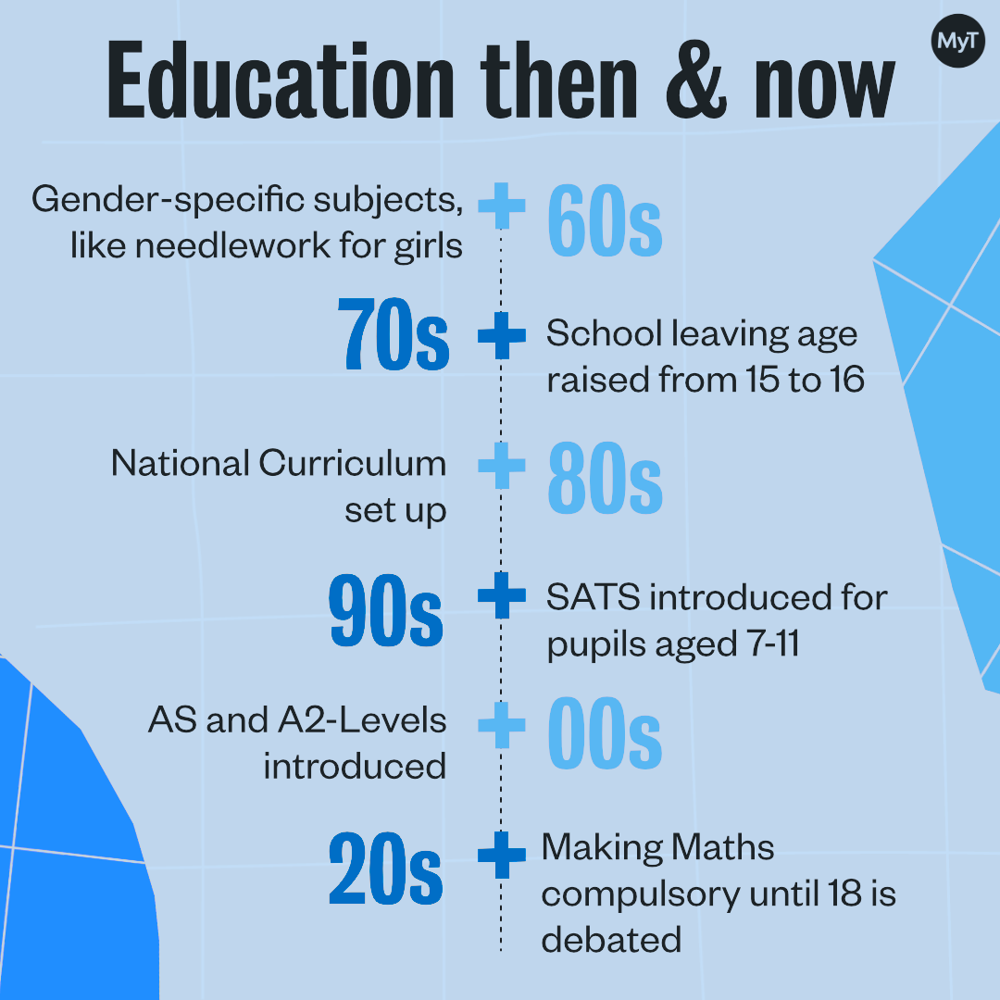 MyT
Education then & now
Gender-specific subjects,
like needlework for girls
60s
70s
School leaving age
raised from 15 to 16
National Curriculum
set up
80s
90s
SATS introduced for
pupils aged 7-11
AS and A2-Levels
introduced
00s
20s
Making Maths
compulsory until 18 is
debated